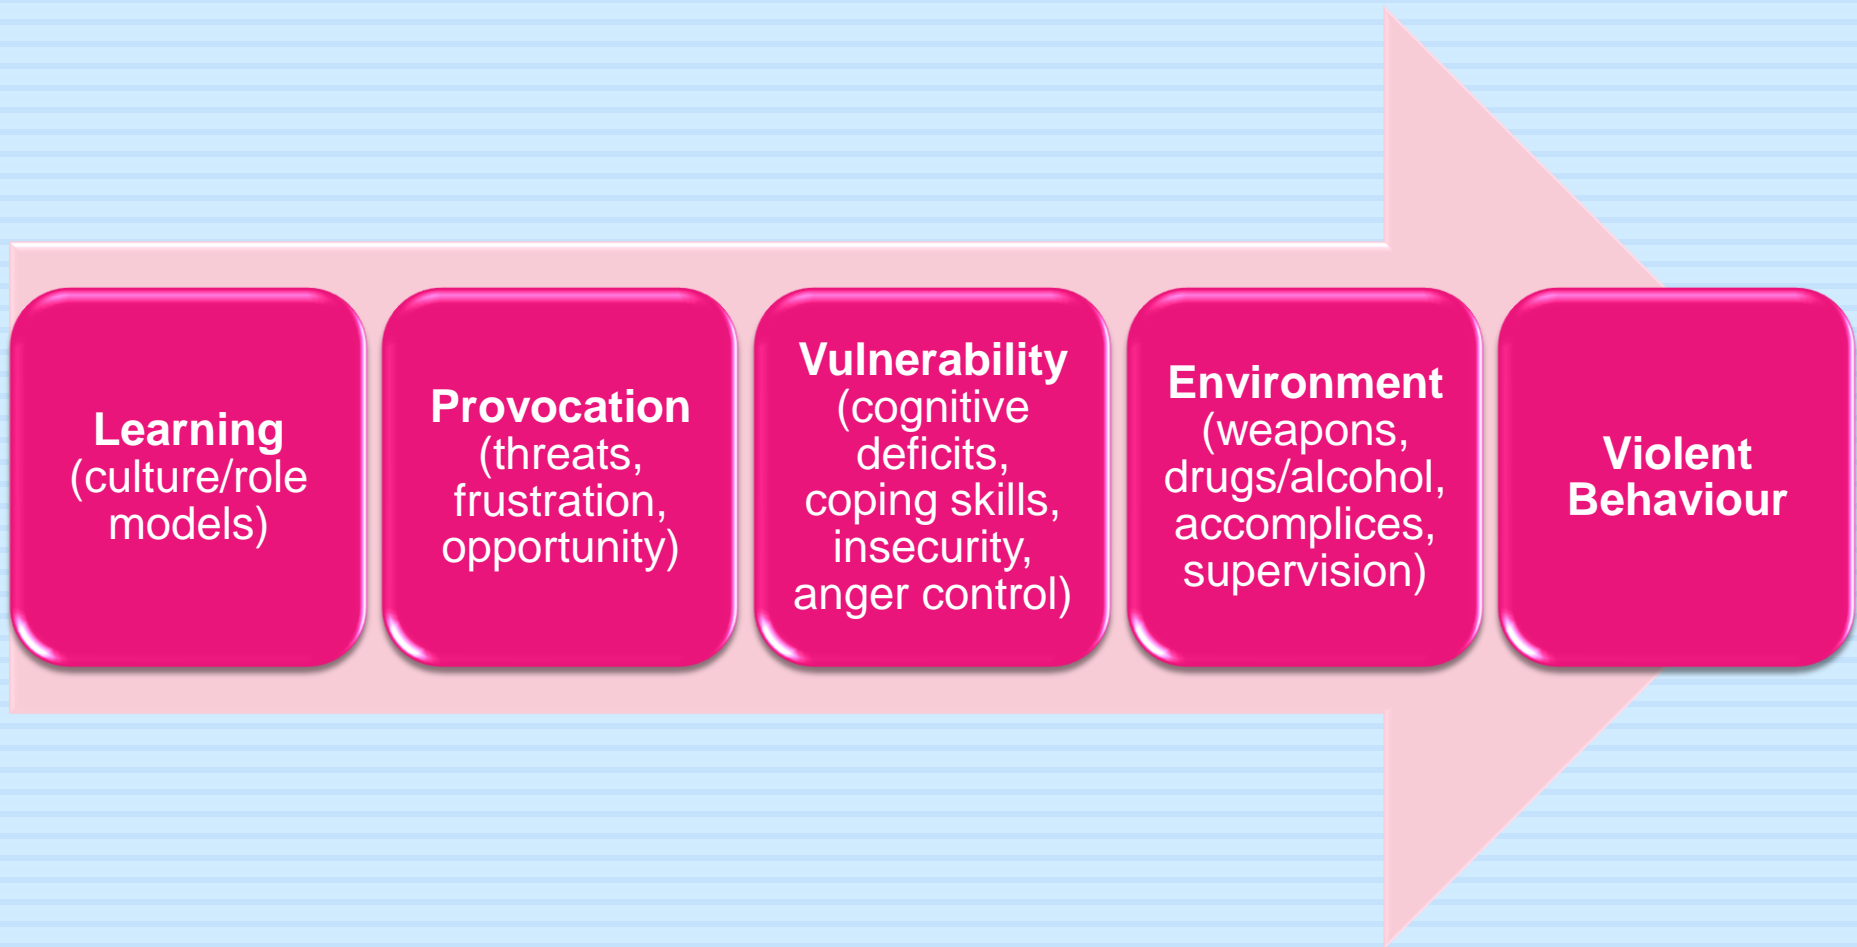 Learning
(culture/role
models)
Provocation
(threats,
frustration,
opportunity)
Vulnerability
(cognitive
deficits,
coping skills,
insecurity,
anger control)
Environment
(weapons,
drugs/alcohol,
accomplices,
supervision)
Violent
Behaviour